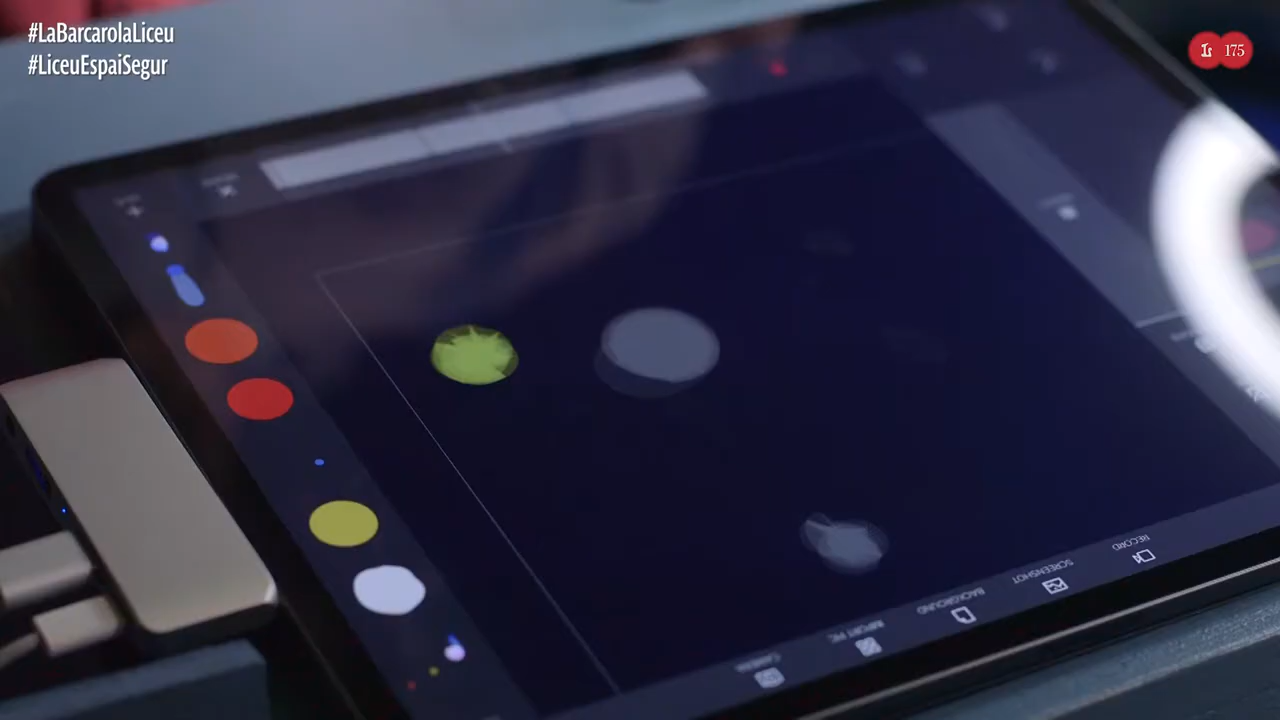 #LaBarcarolaLiceu
#LiceuEspaiSegur
175
RECORD
SCREENSHOT
BACKGROUND
IMPORT PIC
CAMERA